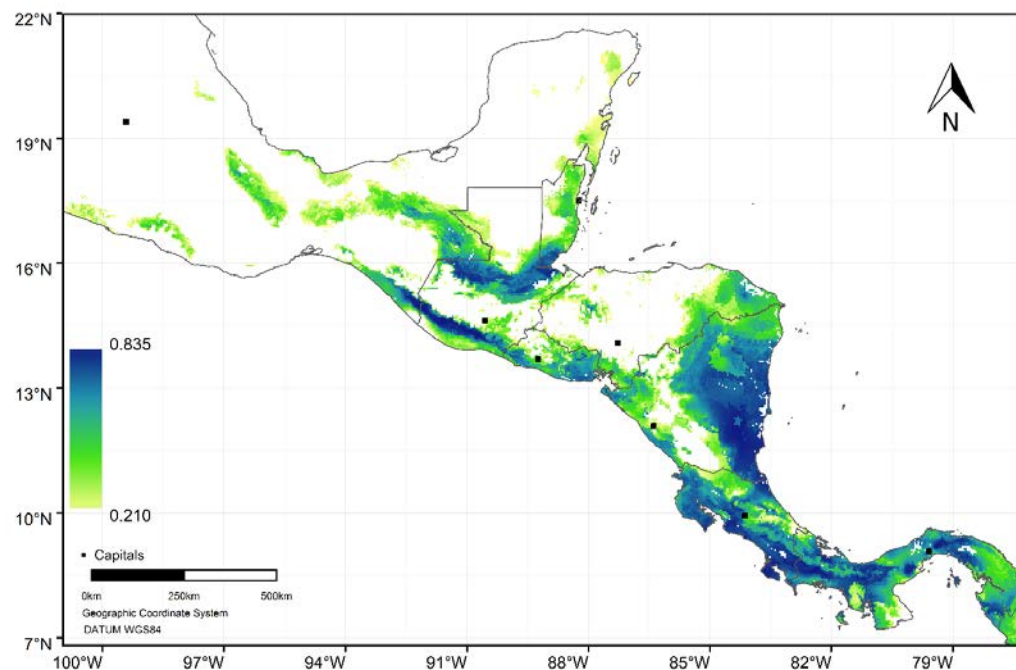 22°N
19°N
16°N
13°N
10°N
7°N
N
0.835
0.210
Capitals
0km 250km 500km
Geographic Coordinate System
DATUM WGS84
100°W 97°W 94°W 91°W 88°W 85°W 82°W 79°W